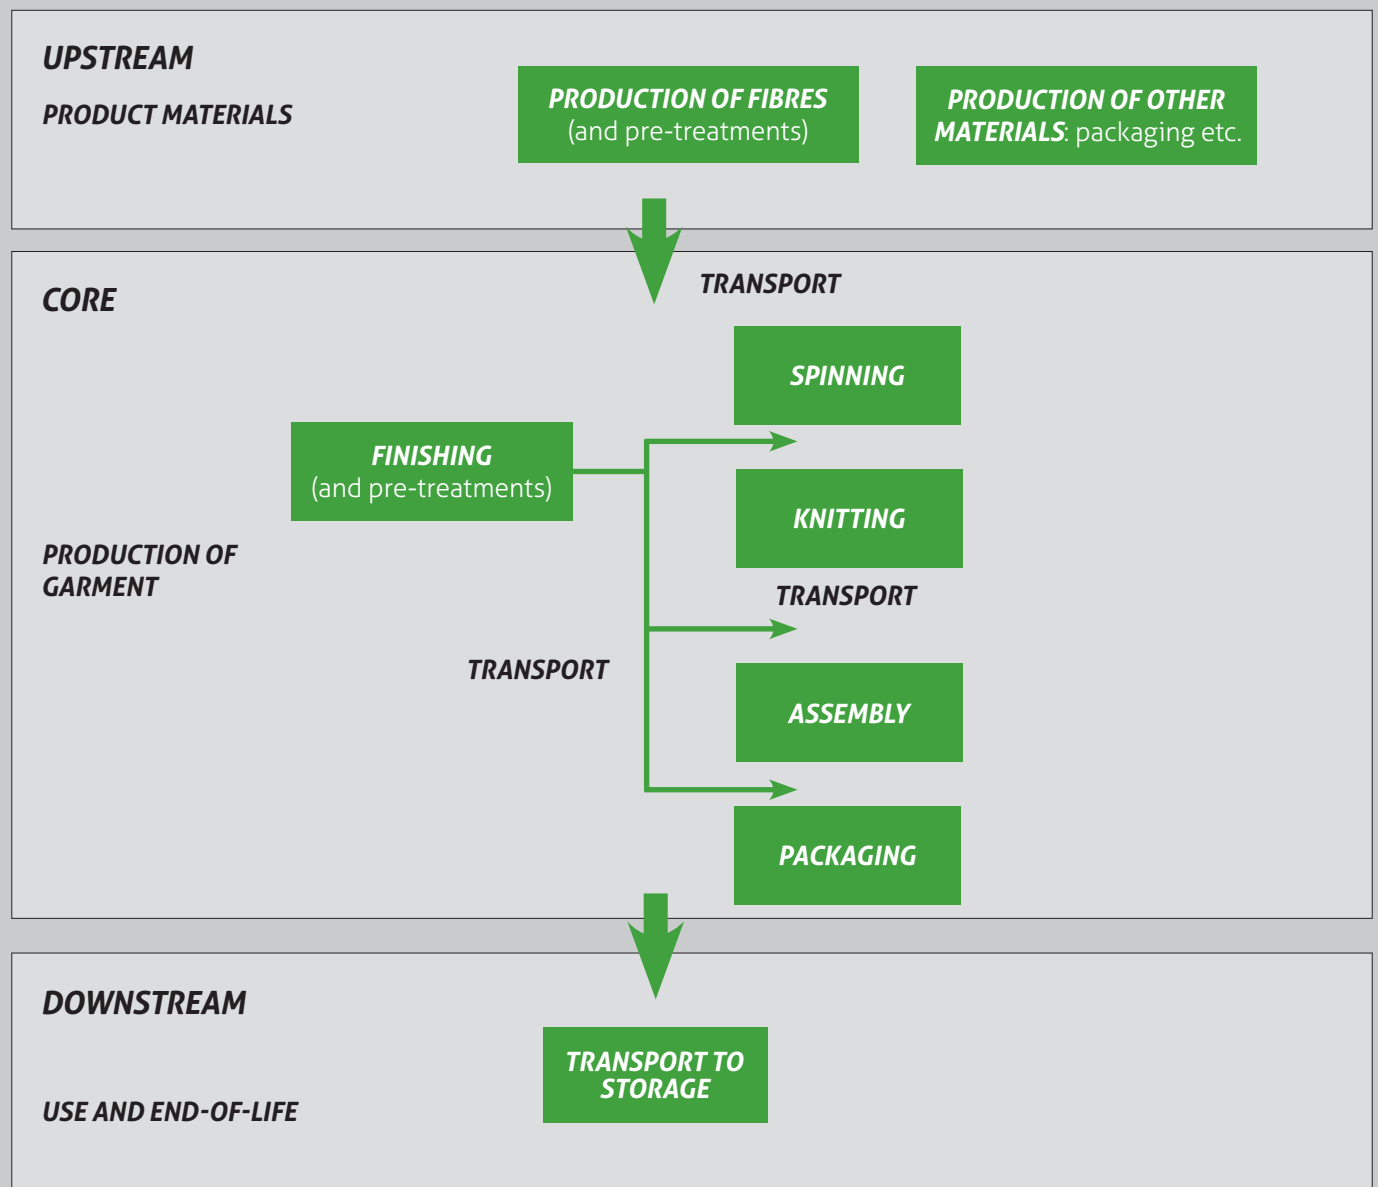 UPSTREAM
PRODUCT MATERIALS
PRODUCTION OF FIBRES
(and pre-treatments)
PRODUCTION OF OTHER
MATERIALS: packaging etc.
CORE
TRANSPORT
SPINNING
FINISHING
(and pre-treatments)
KNITTING
PRODUCTION OF
GARMENT
TRANSPORT
TRANSPORT
ASSEMBLY
PACKAGING
DOWNSTREAM
TRANSPORT TO
STORAGE
USE AND END-OF-LIFE